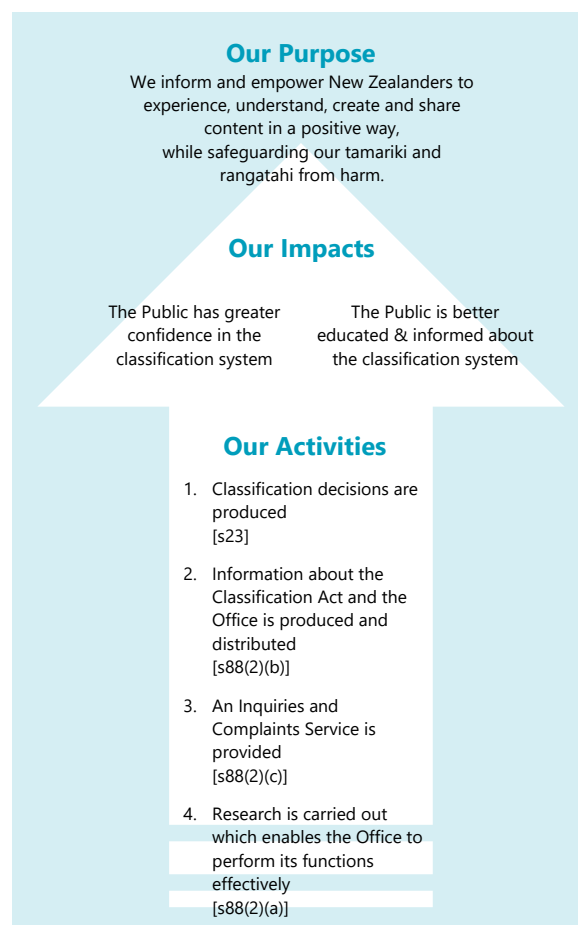 Our Purpose
We inform and empower New Zealanders to
experience, understand, create and share
content in a positive way,
while safeguarding our tamariki and
rangatahi from harm.
Our Impacts
The Public has greater
confidence in the
classification system
The Public is better
educated & informed about
the classification system
Our Activities
1. Classification decisions are
produced
[s23]
2. Information about the
Classification Act and the
Office is produced and
distributed
[s88(2)(b)]
3. An Inquiries and
Complaints Service is
provided
[s88(2)(c)]
4. Research is carried out
which enables the Office to
perform its functions
effectively
[s88(2)(a)]